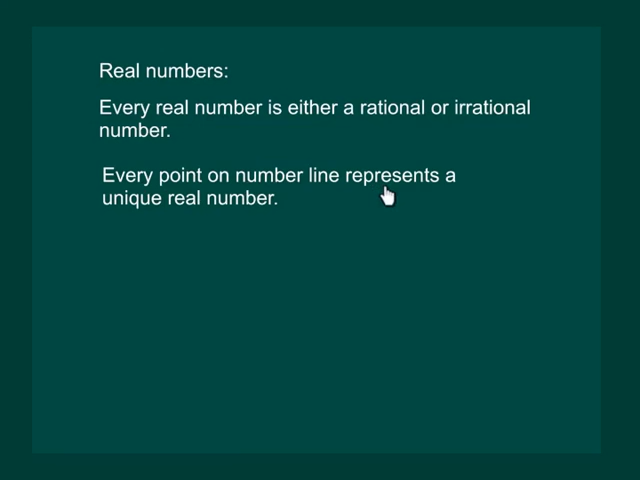 Real numbers:
Every real number is either a rational or irrational
number.
Every point on number line represents a
unique real number.